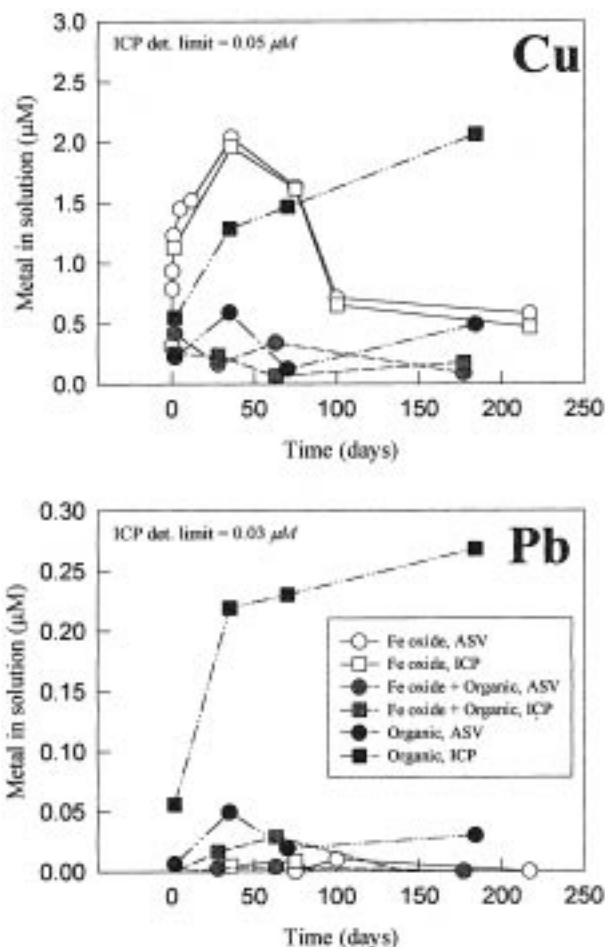 ICP det. limit = 0.05 μM
Cu
Metal in solution (μM)
3.0
2.5
2.0
1.5
1.0
0.5
0.0
0 50 100 150 200 250
Time (days)
ICP det. limit = 0.03 μM
Pb
Metal in solution (μM)
0.30
0.25
0.20
0.15
0.10
0.05
0.00
Fe oxide, ASV
Fe oxide, ICP
Fe oxide + Organic, ASV
Fe oxide + Organic, ICP
Organic, ASV
Organic, ICP
0 50 100 150 200 250
Time (days)